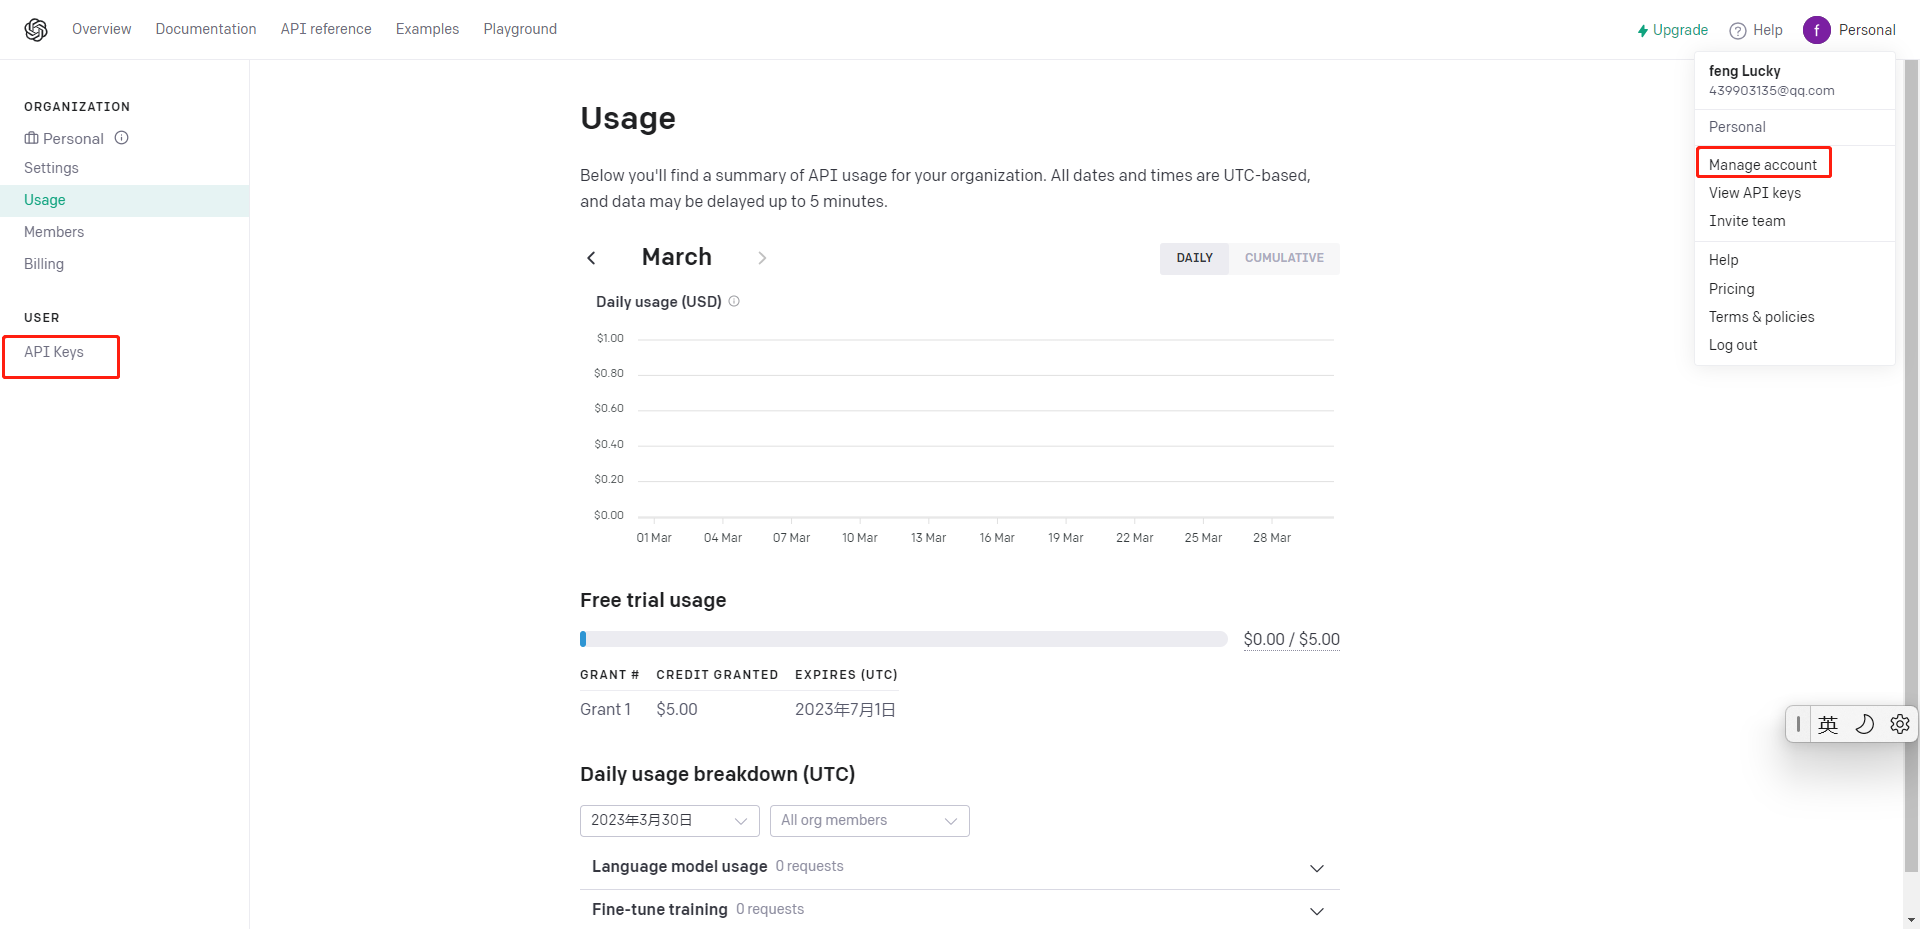 Overview Documentation API reference Examples Playground Upgrade Help f Personal
feng Lucky
439903135@qq.com
Personal
Manage account
View API keys
Invite team
Help
Pricing
Terms & policies
Log out
ORGANIZATION
Personal
Settings
Usage
Members
Billing
USER
API Keys
Usage
Below you'll find a summary of API usage for your organization. All dates and times are UTC-based,
and data may be delayed up to 5 minutes.
March
DAILY CUMULATIVE
Daily usage (USD)
$1.00
$0.80
$0.60
$0.40
$0.20
$0.00
01 Mar 04 Mar 07 Mar 10 Mar 13 Mar 16 Mar 19 Mar 22 Mar 25 Mar 28 Mar
Free trial usage
$0.00 / $5.00
GRANT # CREDIT GRANTED EXPIRES (UTC)
Grant 1 $5.00 2023年7月1日
英
Daily usage breakdown (UTC)
2023年3月30日 All org members
Language model usage 0 requests
Fine-tune training 0 requests